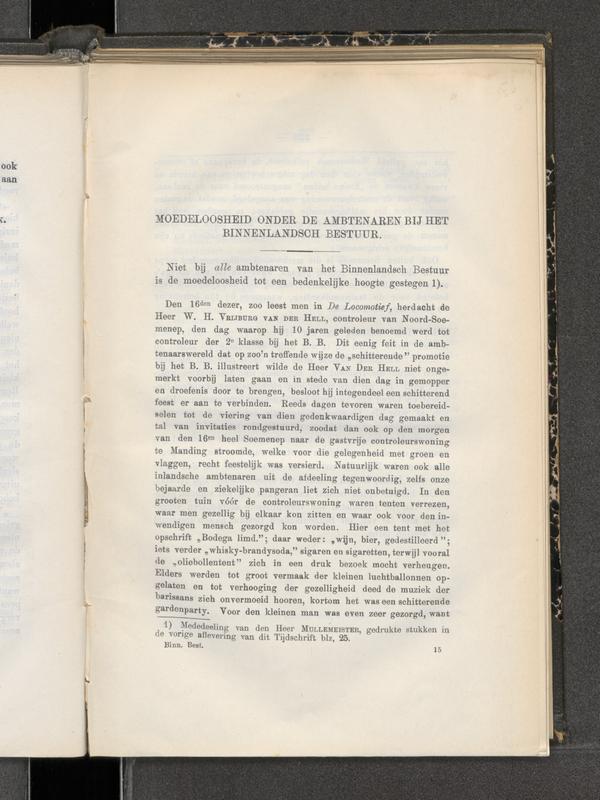 ook
aan
K.
MOEDELOOSHEID ONDER DE AMBTENAREN BIJ HET
BINNENLANDSCH BESTUUR.
Niet bij alle ambtenaren van het Binnenlandsch Bestuur
is de moedeloosheid tot een bedenkelijke hoogte gestegen 1).
Den 16den dezer, zoo leest men in De Locomotief, herdacht de
Heer W. H. VRIJBURG VAN DER HELL, controleur van Noord-Soe-
menep, den dag waarop hij 10 jaren geleden benoemd werd tot
controleur der 2e klasse bij het B. B. Dit eenig feit in de amb-
tenaarswereld dat op zoo'n treffende wijze de „schitterende" promotie
bij het B. B. illustreert wilde de Heer VAN DER HELL niet onge-
merkt voorbij laten gaan en in stede van dien dag in gemopper
en droefenis door te brengen, besloot hij integendeel een schitterend
feest er aan te verbinden. Reeds dagen tevoren waren toebereid-
selen tot de viering van dien gedenkwaardigen dag gemaakt en
tal van invitaties rondgestuurd, zoodat dan ook op den morgen
van den 16en heel Soemenep naar de gastvrije controleurswoning
te Manding stroomde, welke voor die gelegenheid met groen en
vlaggen, recht feestelijk was versierd. Natuurlijk waren ook alle
inlandsche ambtenaren uit de afdeeling tegenwoordig, zelfs onze
bejaarde en ziekelijke pangeran liet zich niet onbetuigd. In den
grooten tuin vóór de controleurswoning waren tenten verrezen,
waar men gezellig bij elkaar kon zitten en waar ook voor den in-
wendigen mensch gezorgd kon worden. Hier een tent met het
opschrift „Bodega limd."; daar weder: „wijn, bier, gedestilleerd";
iets verder „whisky-brandysoda," sigaren en sigaretten, terwijl vooral
de „oliebollentent" zich in een druk bezoek mocht verheugen.
Elders werden tot groot vermaak der kleinen luchtballonnen op-
gelaten en tot verhooging der gezelligheid deed de muziek der
barissans zich onvermoeid hooren, kortom het was een schitterende
gardenparty. Voor den kleinen man was even zeer gezorgd, want
1) Mededeeling van den Heer MULLEMEISTER, gedrukte stukken in
de vorige aflevering van dit Tijdschrift blz. 25.
Binn. Best.
15